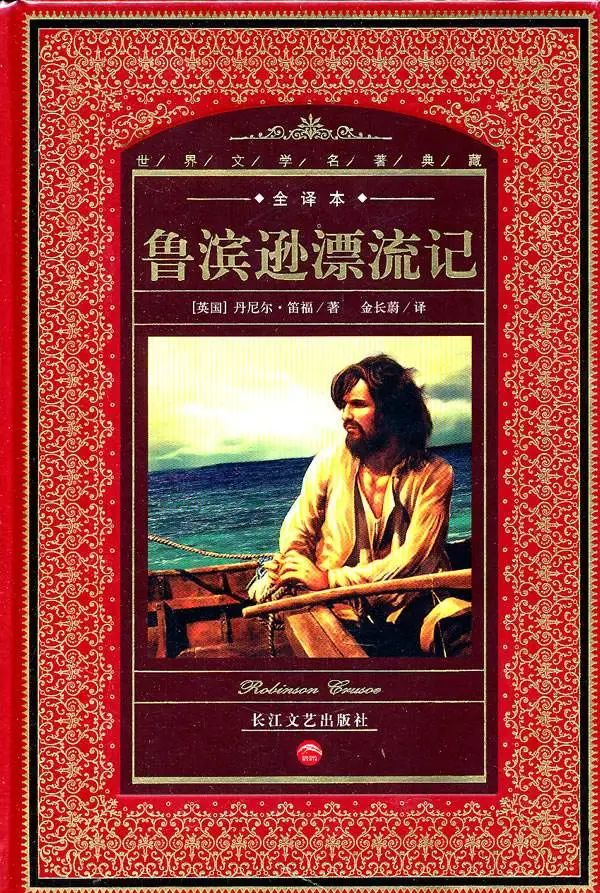 世/界/文/学/名/著/典/藏
全译本
鲁滨逊漂流记
[英国] 丹尼尔·笛福/著 金长蔚/译
Robinson Crusoe
长江文艺出版社